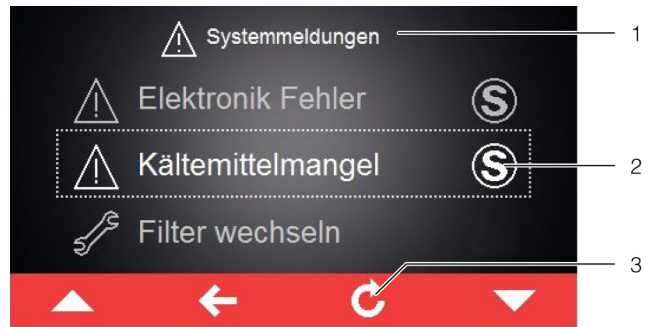 Systemmeldungen
1
Elektronik Fehler S
Kältemittelmangel S
2
Filter wechseln
3